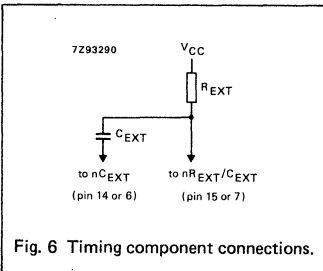 7Z93290
VCC
REXT
CEXT
to nCEXT
(pin 14 or 6)
to nREXT/CEXT
(pin 15 or 7)
Fig. 6 Timing component connections.